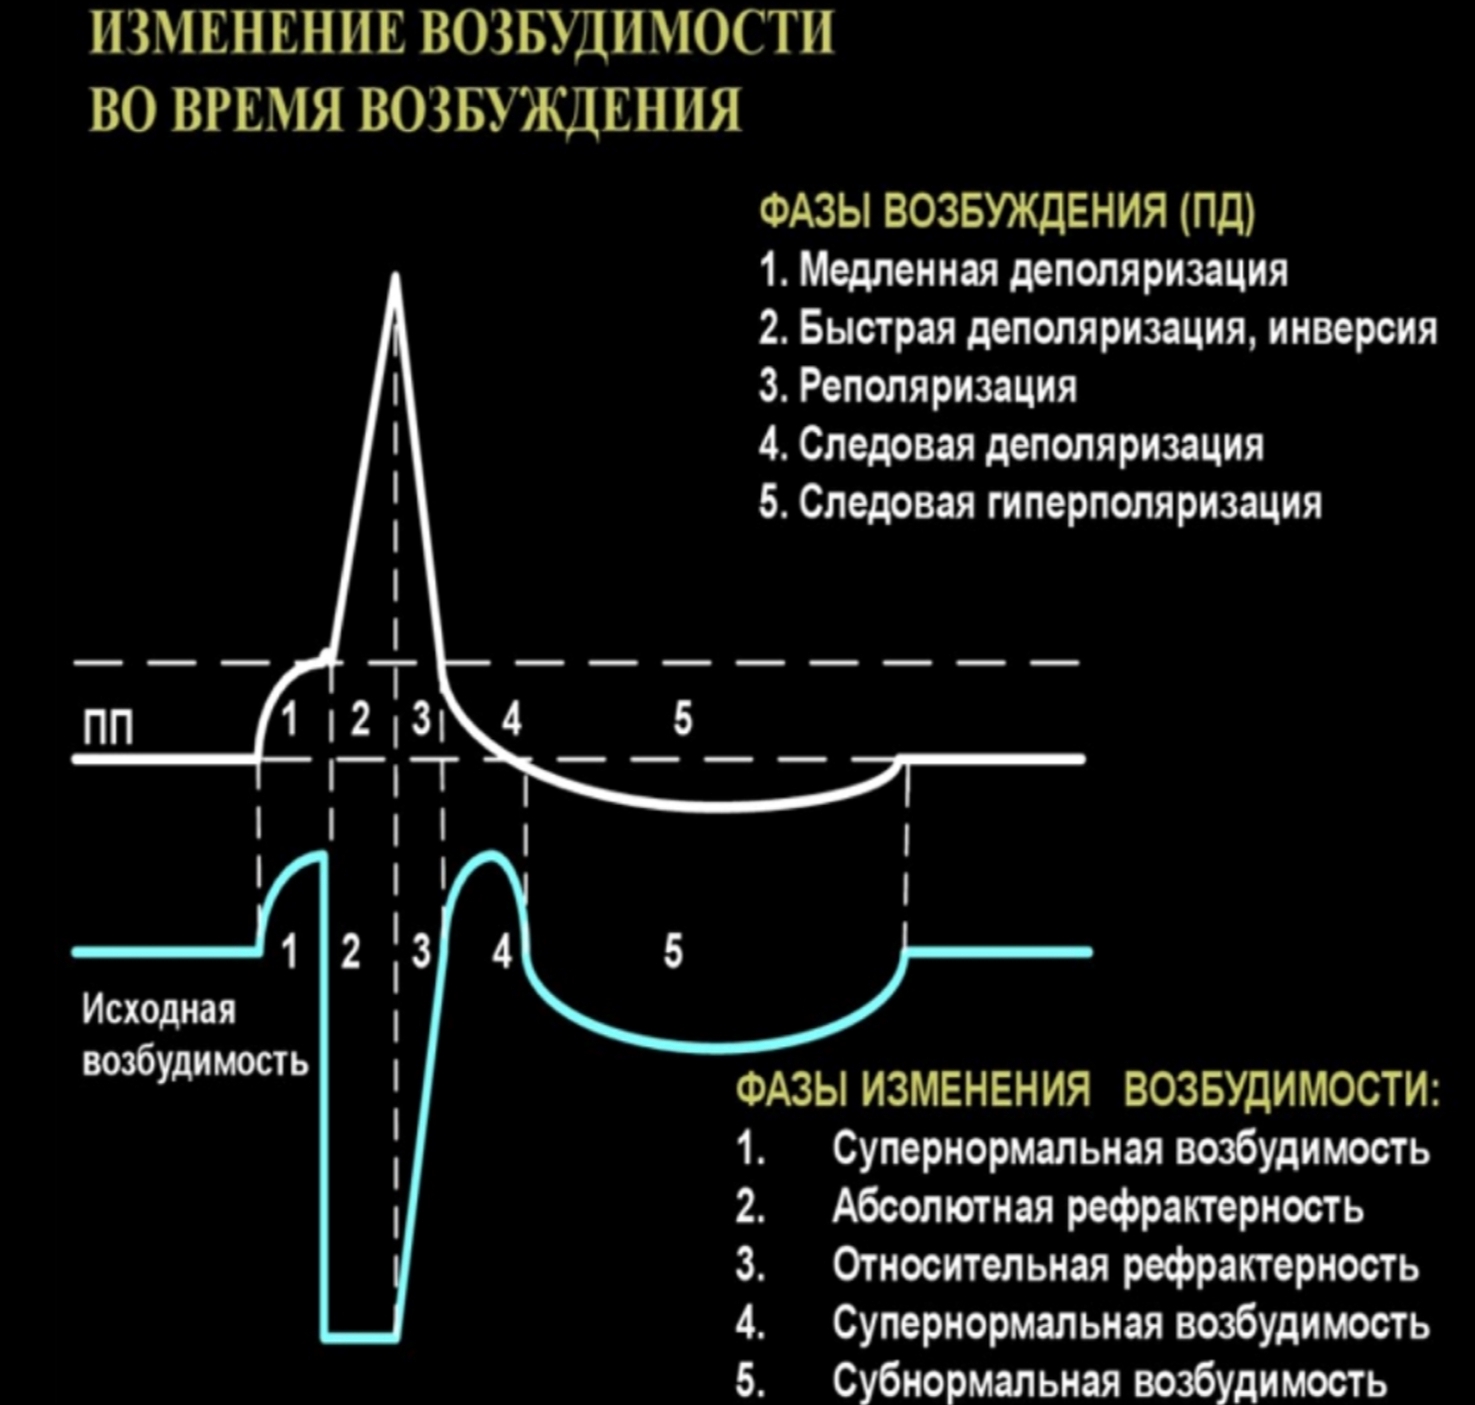 ИЗМЕНЕНИЕ ВОЗБУДИМОСТИ
ВО ВРЕМЯ ВОЗБУЖДЕНИЯ
ФАЗЫ ВОЗБУЖДЕНИЯ (ПД)
1. Медленная деполяризация
2. Быстрая деполяризация, инверсия
3. Реполяризация
4. Следовая деполяризация
5. Следовая гиперполяризация
ПП 1 2 3 4 5
1 2 3 4 5
Исходная
возбудимость
ФАЗЫ ИЗМЕНЕНИЯ ВОЗБУДИМОСТИ:
1. Супернормальная возбудимость
2. Абсолютная рефрактерность
3. Относительная рефрактерность
4. Супернормальная возбудимость
5. Субнормальная возбудимость